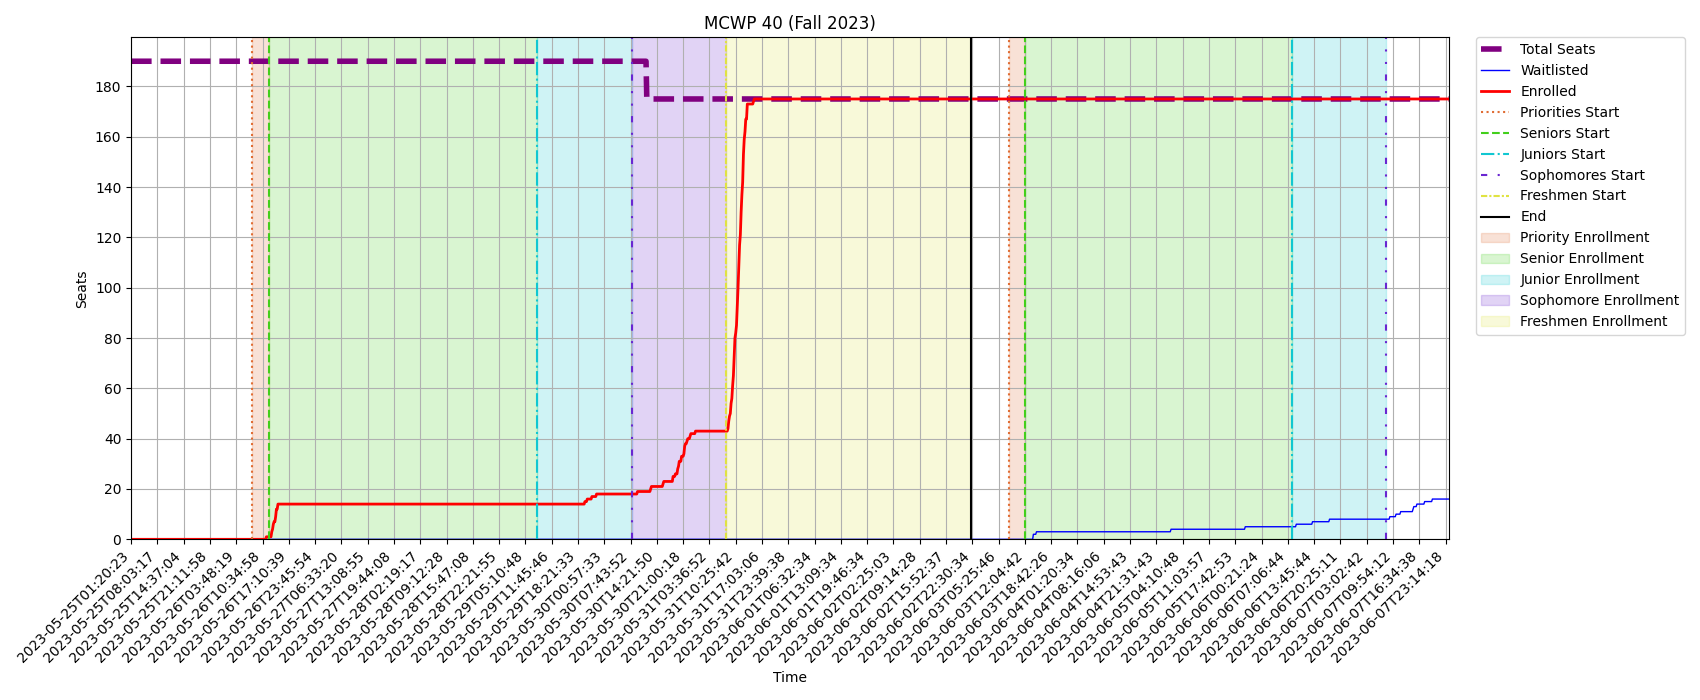 MCWP 40 (Fall 2023)
Seats
180
160
140
120
100
80
60
40
20
0
2023-05-25T01:20:23
2023-05-25T08:03:17
2023-05-25T14:37:04
2023-05-25T21:11:58
2023-05-26T03:48:19
2023-05-26T10:34:58
2023-05-26T17:10:39
2023-05-26T23:45:54
2023-05-27T06:33:20
2023-05-27T13:08:55
2023-05-27T19:44:08
2023-05-28T02:19:17
2023-05-28T09:12:28
2023-05-28T15:47:08
2023-05-28T22:21:55
2023-05-29T05:10:48
2023-05-29T11:45:46
2023-05-29T18:21:33
2023-05-30T00:57:33
2023-05-30T07:43:52
2023-05-30T14:21:50
2023-05-30T21:00:18
2023-05-31T03:36:52
2023-05-31T10:25:42
2023-05-31T17:03:06
2023-05-31T23:39:38
2023-06-01T06:32:34
2023-06-01T13:09:34
2023-06-01T19:46:34
2023-06-02T02:25:03
2023-06-02T09:14:28
2023-06-02T15:52:37
2023-06-02T22:30:34
2023-06-03T05:25:46
2023-06-03T12:04:42
2023-06-03T18:42:26
2023-06-04T01:20:34
2023-06-04T08:16:06
2023-06-04T14:53:43
2023-06-04T21:31:43
2023-06-05T04:10:48
2023-06-05T11:03:57
2023-06-05T17:42:53
2023-06-06T00:21:24
2023-06-06T07:06:44
2023-06-06T13:45:44
2023-06-06T20:25:11
2023-06-07T03:02:42
2023-06-07T09:54:12
2023-06-07T16:34:38
2023-06-07T23:14:18
Time
Total Seats
Waitlisted
Enrolled
Priorities Start
Seniors Start
Juniors Start
Sophomores Start
Freshmen Start
End
Priority Enrollment
Senior Enrollment
Junior Enrollment
Sophomore Enrollment
Freshmen Enrollment